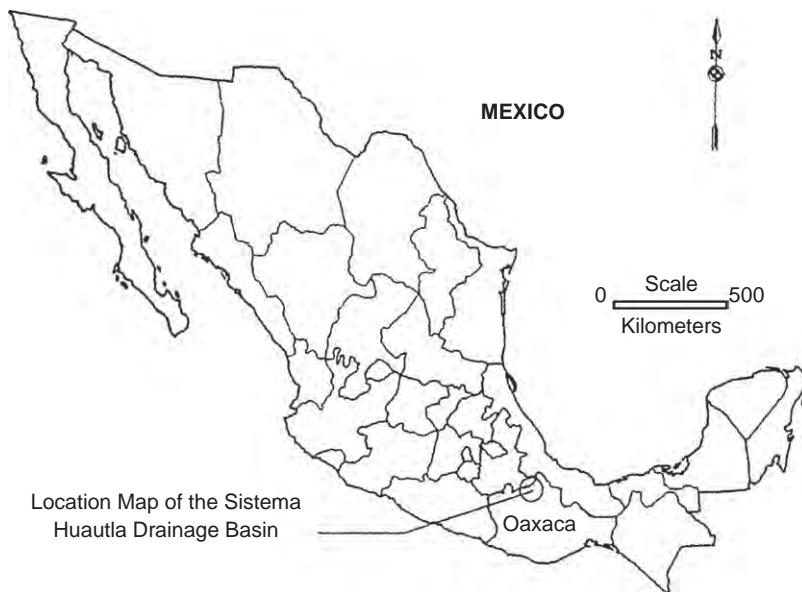 MEXICO
N
Scale
0 500
Kilometers
Location Map of the Sistema
Huautla Drainage Basin
Oaxaca